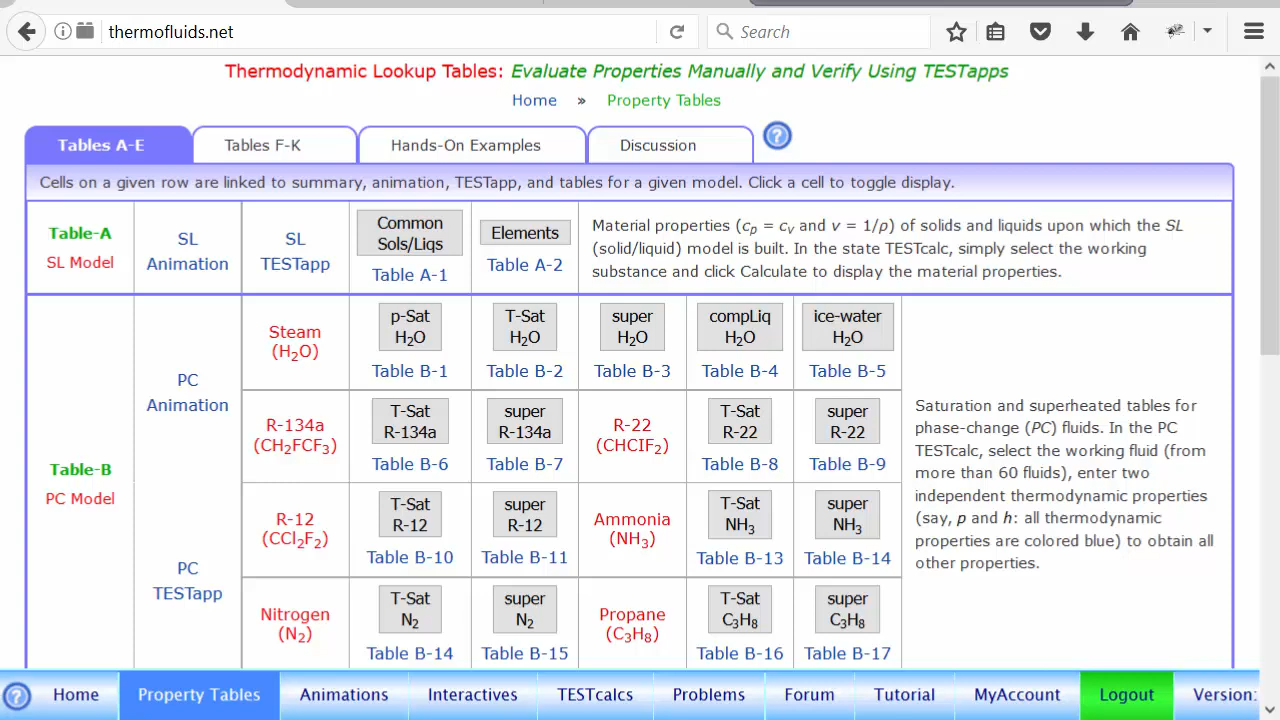 thermofluids.net
Search
Thermodynamic Lookup Tables: Evaluate Properties Manually and Verify Using TESTapps
Home » Property Tables
Tables A-E Tables F-K Hands-On Examples Discussion ?
Cells on a given row are linked to summary, animation, TESTapp, and tables for a given model. Click a cell to toggle display.
Table-A
SL Model
SL
Animation
SL
TESTapp
Common
Sols/Liqs
Table A-1
Elements
Table A-2
Material properties (cp = cv and v = 1/ρ) of solids and liquids upon which the SL
(solid/liquid) model is built. In the state TESTcalc, simply select the working
substance and click Calculate to display the material properties.
Table-B
PC Model
PC
Animation
PC
TESTapp
Steam
(H2O)
p-Sat
H2O
Table B-1
T-Sat
H2O
Table B-2
super
H2O
Table B-3
compLiq
H2O
Table B-4
ice-water
H2O
Table B-5
R-134a
(CH2FCF3)
T-Sat
R-134a
Table B-6
super
R-134a
Table B-7
R-22
(CHCIF2)
T-Sat
R-22
Table B-8
super
R-22
Table B-9
R-12
(CCl2F2)
T-Sat
R-12
Table B-10
super
R-12
Table B-11
Ammonia
(NH3)
T-Sat
NH3
Table B-13
super
NH3
Table B-14
Nitrogen
(N2)
T-Sat
N2
Table B-14
super
N2
Table B-15
Propane
(C3H8)
T-Sat
C3H8
Table B-16
super
C3H8
Table B-17
Saturation and superheated tables for
phase-change (PC) fluids. In the PC
TESTcalc, select the working fluid (from
more than 60 fluids), enter two
independent thermodynamic properties
(say, p and h: all thermodynamic
properties are colored blue) to obtain all
other properties.
? Home Property Tables Animations Interactives TESTcalcs Problems Forum Tutorial MyAccount Logout Version: